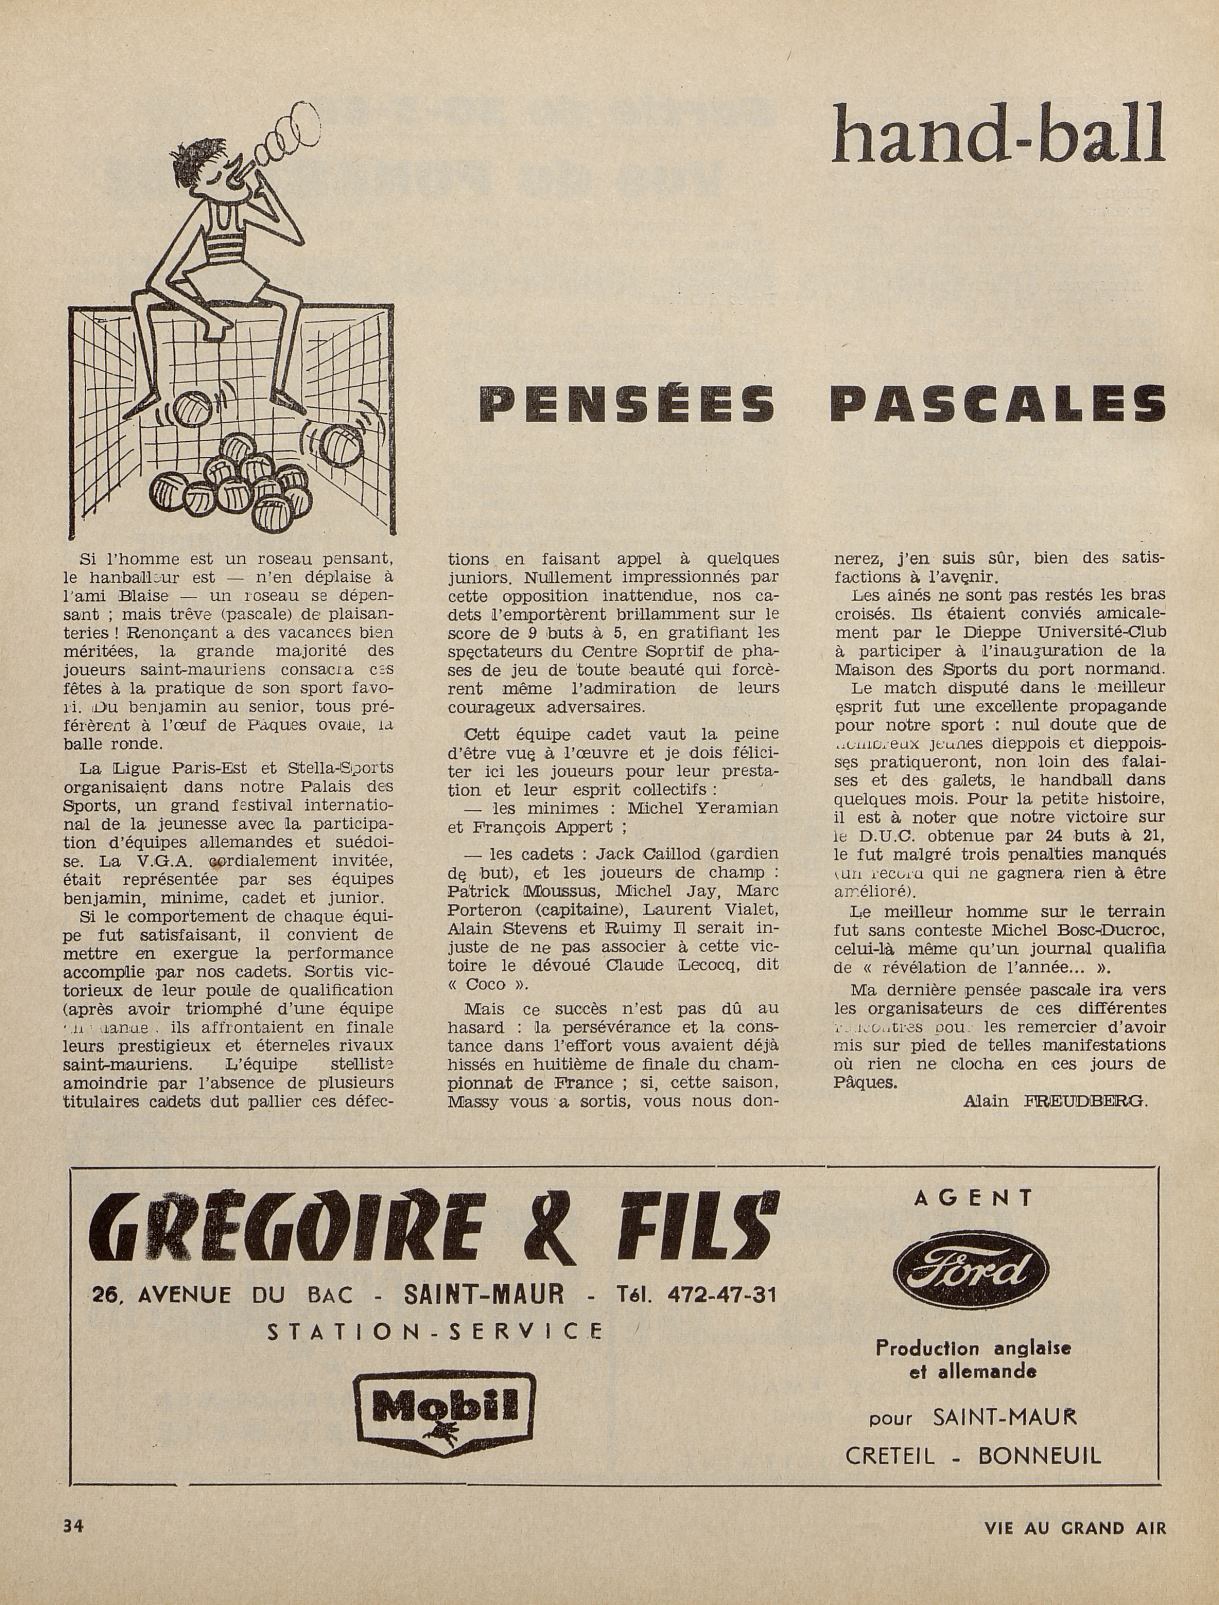 hand-ball
PENSÉES PASCALES
Si l'homme est un roseau pensant,
le hanballeur est — n'en déplaise à
l'ami Blaise — un roseau se dépen-
sant ; mais trêve (pascale) de plaisan-
teries ! Renonçant a des vacances bien
méritées, la grande majorité des
joueurs saint-mauriens consacra ces
fêtes à la pratique de son sport favo-
ri. Du benjamin au senior, tous pré-
férèrent à l'œuf de Pâques ovale, la
balle ronde.
La Ligue Paris-Est et Stella-Sports
organisaient dans notre Palais des
Sports, un grand festival internatio-
nal de la jeunesse avec la participa-
tion d'équipes allemandes et suédoi-
se. La V.G.A. cordialement invitée,
était représentée par ses équipes
benjamin, minime, cadet et junior.
Si le comportement de chaque équi-
pe fut satisfaisant, il convient de
mettre en exergue la performance
accomplie par nos cadets. Sortis vic-
torieux de leur poule de qualification
(après avoir triomphé d'une équipe
ils affrontaient en finale
leurs prestigieux et éterneles rivaux
saint-mauriens. L'équipe stelliste
amoindrie par l'absence de plusieurs
titulaires cadets dut pallier ces défec-
tions en faisant appel à quelques
juniors. Nullement impressionnés par
cette opposition inattendue, nos ca-
dets l'emportèrent brillamment sur le
score de 9 buts à 5, en gratifiant les
spectateurs du Centre Soprtif de pha-
ses de jeu de toute beauté qui forcè-
rent même l'admiration de leurs
courageux adversaires.
Cett équipe cadet vaut la peine
d'être vue à l'œuvre et je dois félici-
ter ici les joueurs pour leur presta-
tion et leur esprit collectifs :
— les minimes : Michel Yeramian
et François Appert ;
— les cadets : Jack Caillod (gardien
de but), et les joueurs de champ :
Patrick Moussus, Michel Jay, Marc
Porteron (capitaine), Laurent Vialet,
Alain Stevens et Ruimy Il serait in-
juste de ne pas associer à cette vic-
toire le dévoué Claude Lecocq, dit
« Coco ».
Mais ce succès n'est pas dû au
hasard : la persévérance et la cons-
tance dans l'effort vous avaient déjà
hissés en huitième de finale du cham-
pionnat de France ; si, cette saison,
Massy vous a sortis, vous nous don-
nerez, j'en suis sûr, bien des satis-
factions à l'avenir.
Les ainés ne sont pas restés les bras
croisés. Ils étaient conviés amicale-
ment par le Dieppe Université-Club
à participer à l'inauguration de la
Maison des Sports du port normand.
Le match disputé dans le meilleur
esprit fut une excellente propagande
pour notre sport : nul doute que de
nombreux jeunes dieppois et dieppois-
ses pratiqueront, non loin des falai-
ses et des galets, le handball dans
quelques mois. Pour la petite histoire,
il est à noter que notre victoire sur
le D.U.C. obtenue par 24 buts à 21,
le fut malgré trois penalties manqués
(un record qui ne gagnera rien à être
amélioré).
Le meilleur homme sur le terrain
fut sans conteste Michel Bosc-Ducroc,
celui-là même qu'un journal qualifia
de « révélation de l'année... ».
Ma dernière pensée pascale ira vers
les organisateurs de ces différentes
rencontres pour les remercier d'avoir
mis sur pied de telles manifestations
où rien ne clocha en ces jours de
Pâques.
Alain FREUDBERG.
GRÉGOIRE & FILS
26, AVENUE DU BAC - SAINT-MAUR - Tél. 472-47-31
STATION-SERVICE
Mobil
AGENT
Ford
Production anglaise
et allemande
pour SAINT-MAUR
CRETEIL - BONNEUIL
34
VIE AU GRAND AIR